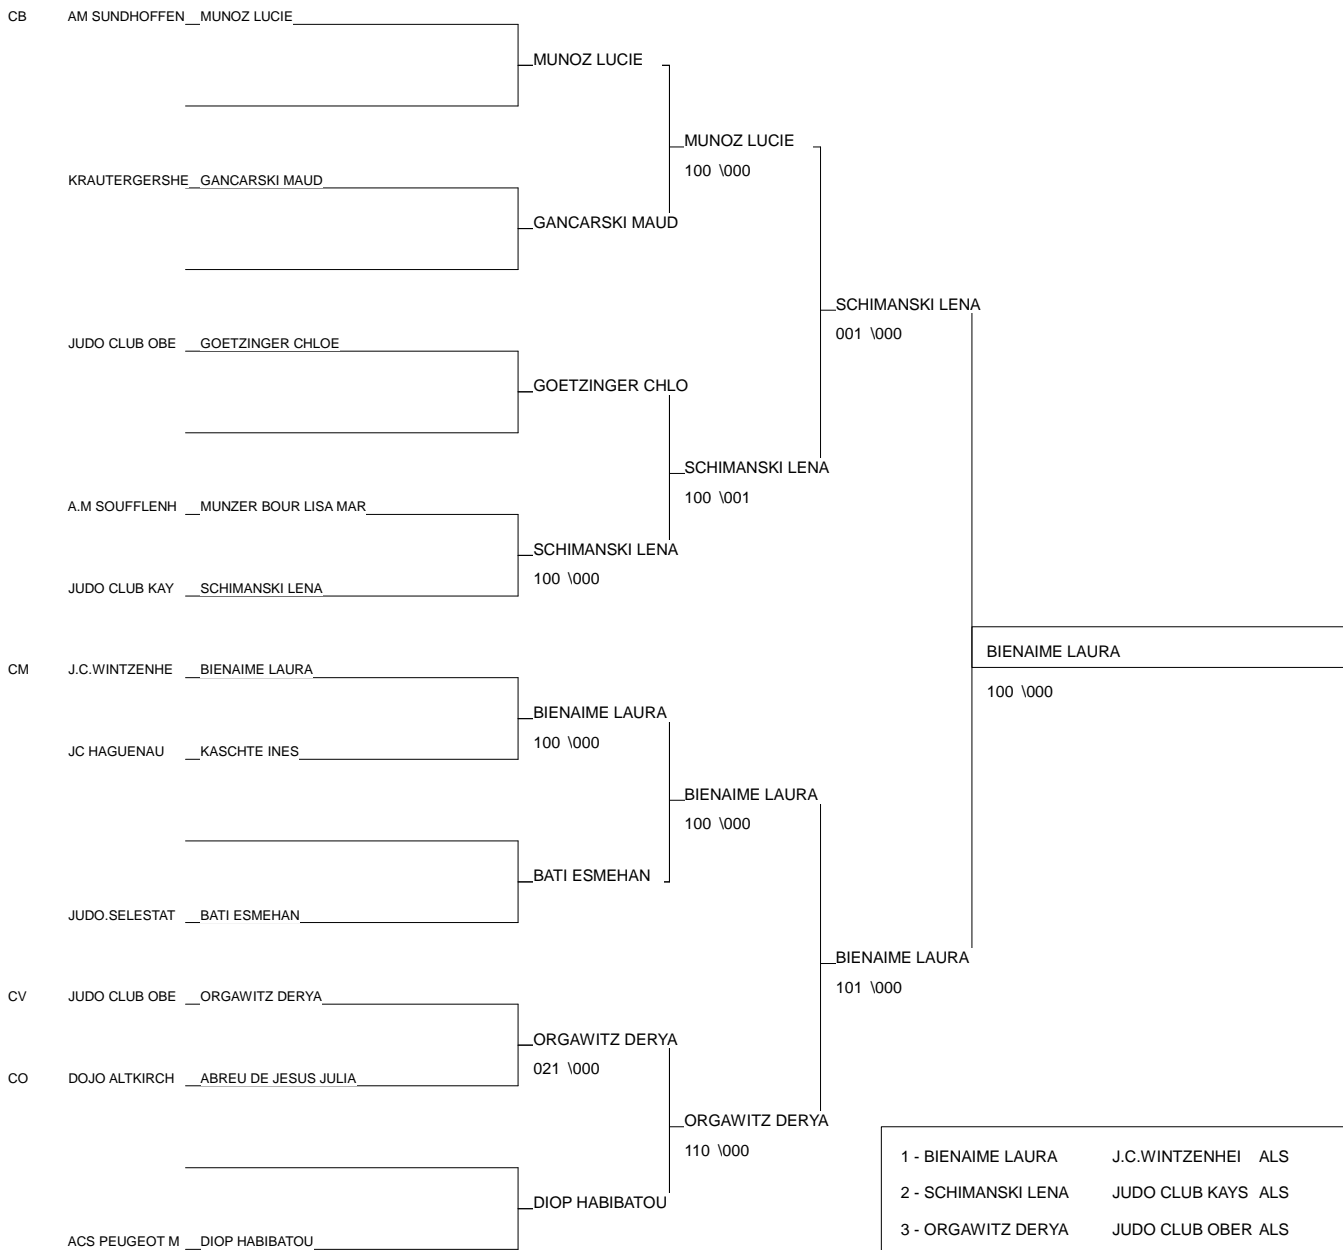 CB AM SUNDHOFFEN MUNOZ LUCIE
MUNOZ LUCIE
MUNOZ LUCIE
100 \000
KRAUTERGERSHE GANCARSKI MAUD
GANCARSKI MAUD
SCHIMANSKI LENA
001 \000
JUDO CLUB OBE GOETZINGER CHLOE
GOETZINGER CHLO
SCHIMANSKI LENA
100 \001
A.M SOUFFLENH MUNZER BOUR LISA MAR
SCHIMANSKI LENA
100 \000
JUDO CLUB KAY SCHIMANSKI LENA
BIENAIME LAURA
100 \000
CM J.C.WINTZENHE BIENAIME LAURA
BIENAIME LAURA
100 \000
JC HAGUENAU KASCHTE INES
BIENAIME LAURA
100 \000
BATI ESMEHAN
JUDO.SELESTAT BATI ESMEHAN
BIENAIME LAURA
101 \000
CV JUDO CLUB OBE ORGAWITZ DERYA
ORGAWITZ DERYA
021 \000
CO DOJO ALTKIRCH ABREU DE JESUS JULIA
ORGAWITZ DERYA
110 \000
DIOP HABIBATOU
ACS PEUGEOT M DIOP HABIBATOU
1 - BIENAIME LAURA J.C.WINTZENHEI ALS
2 - SCHIMANSKI LENA JUDO CLUB KAYS ALS
3 - ORGAWITZ DERYA JUDO CLUB OBER ALS